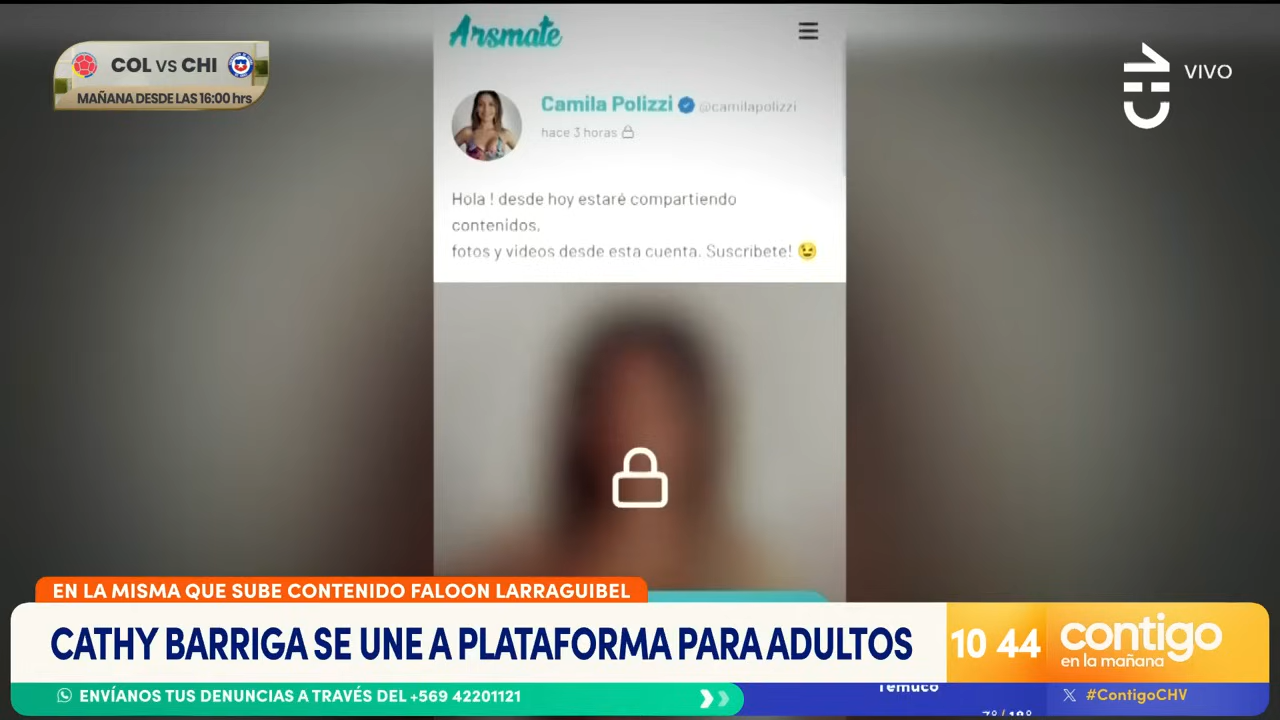 COL VS CHI
MAÑANA DESDE LAS 16:00 hrs
Arsmate
CHV
VIVO
Camila Polizzi @camilapolizzi
hace 3 horas
Hola ! desde hoy estaré compartiendo
contenidos,
fotos y videos desde esta cuenta. Suscríbete! 😉
EN LA MISMA QUE SUBE CONTENIDO FALOON LARRAGUIBEL
CATHY BARRIGA SE UNE A PLATAFORMA PARA ADULTOS
10 44
contigo
en la mañana
ENVÍANOS TUS DENUNCIAS A TRAVÉS DEL +569 42201121
Temuco
#ContigoCHV